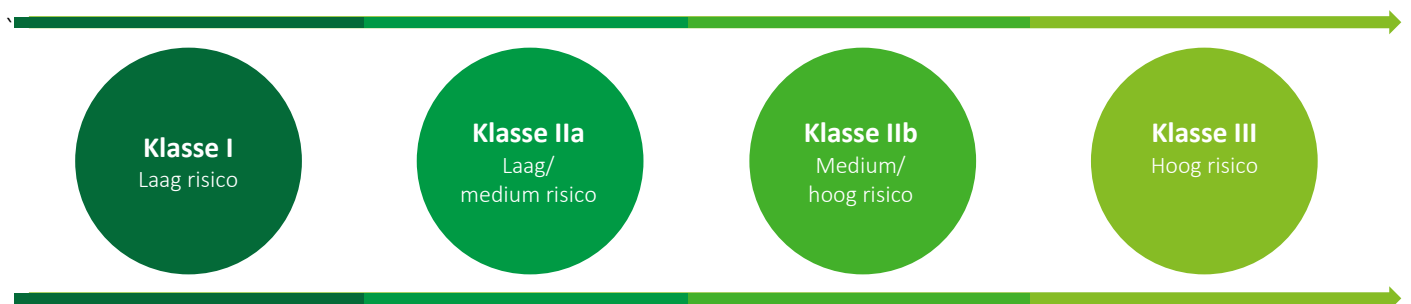 `
Klasse I
Laag risico
Klasse IIa
Laag/
medium risico
Klasse IIb
Medium/
hoog risico
Klasse III
Hoog risico